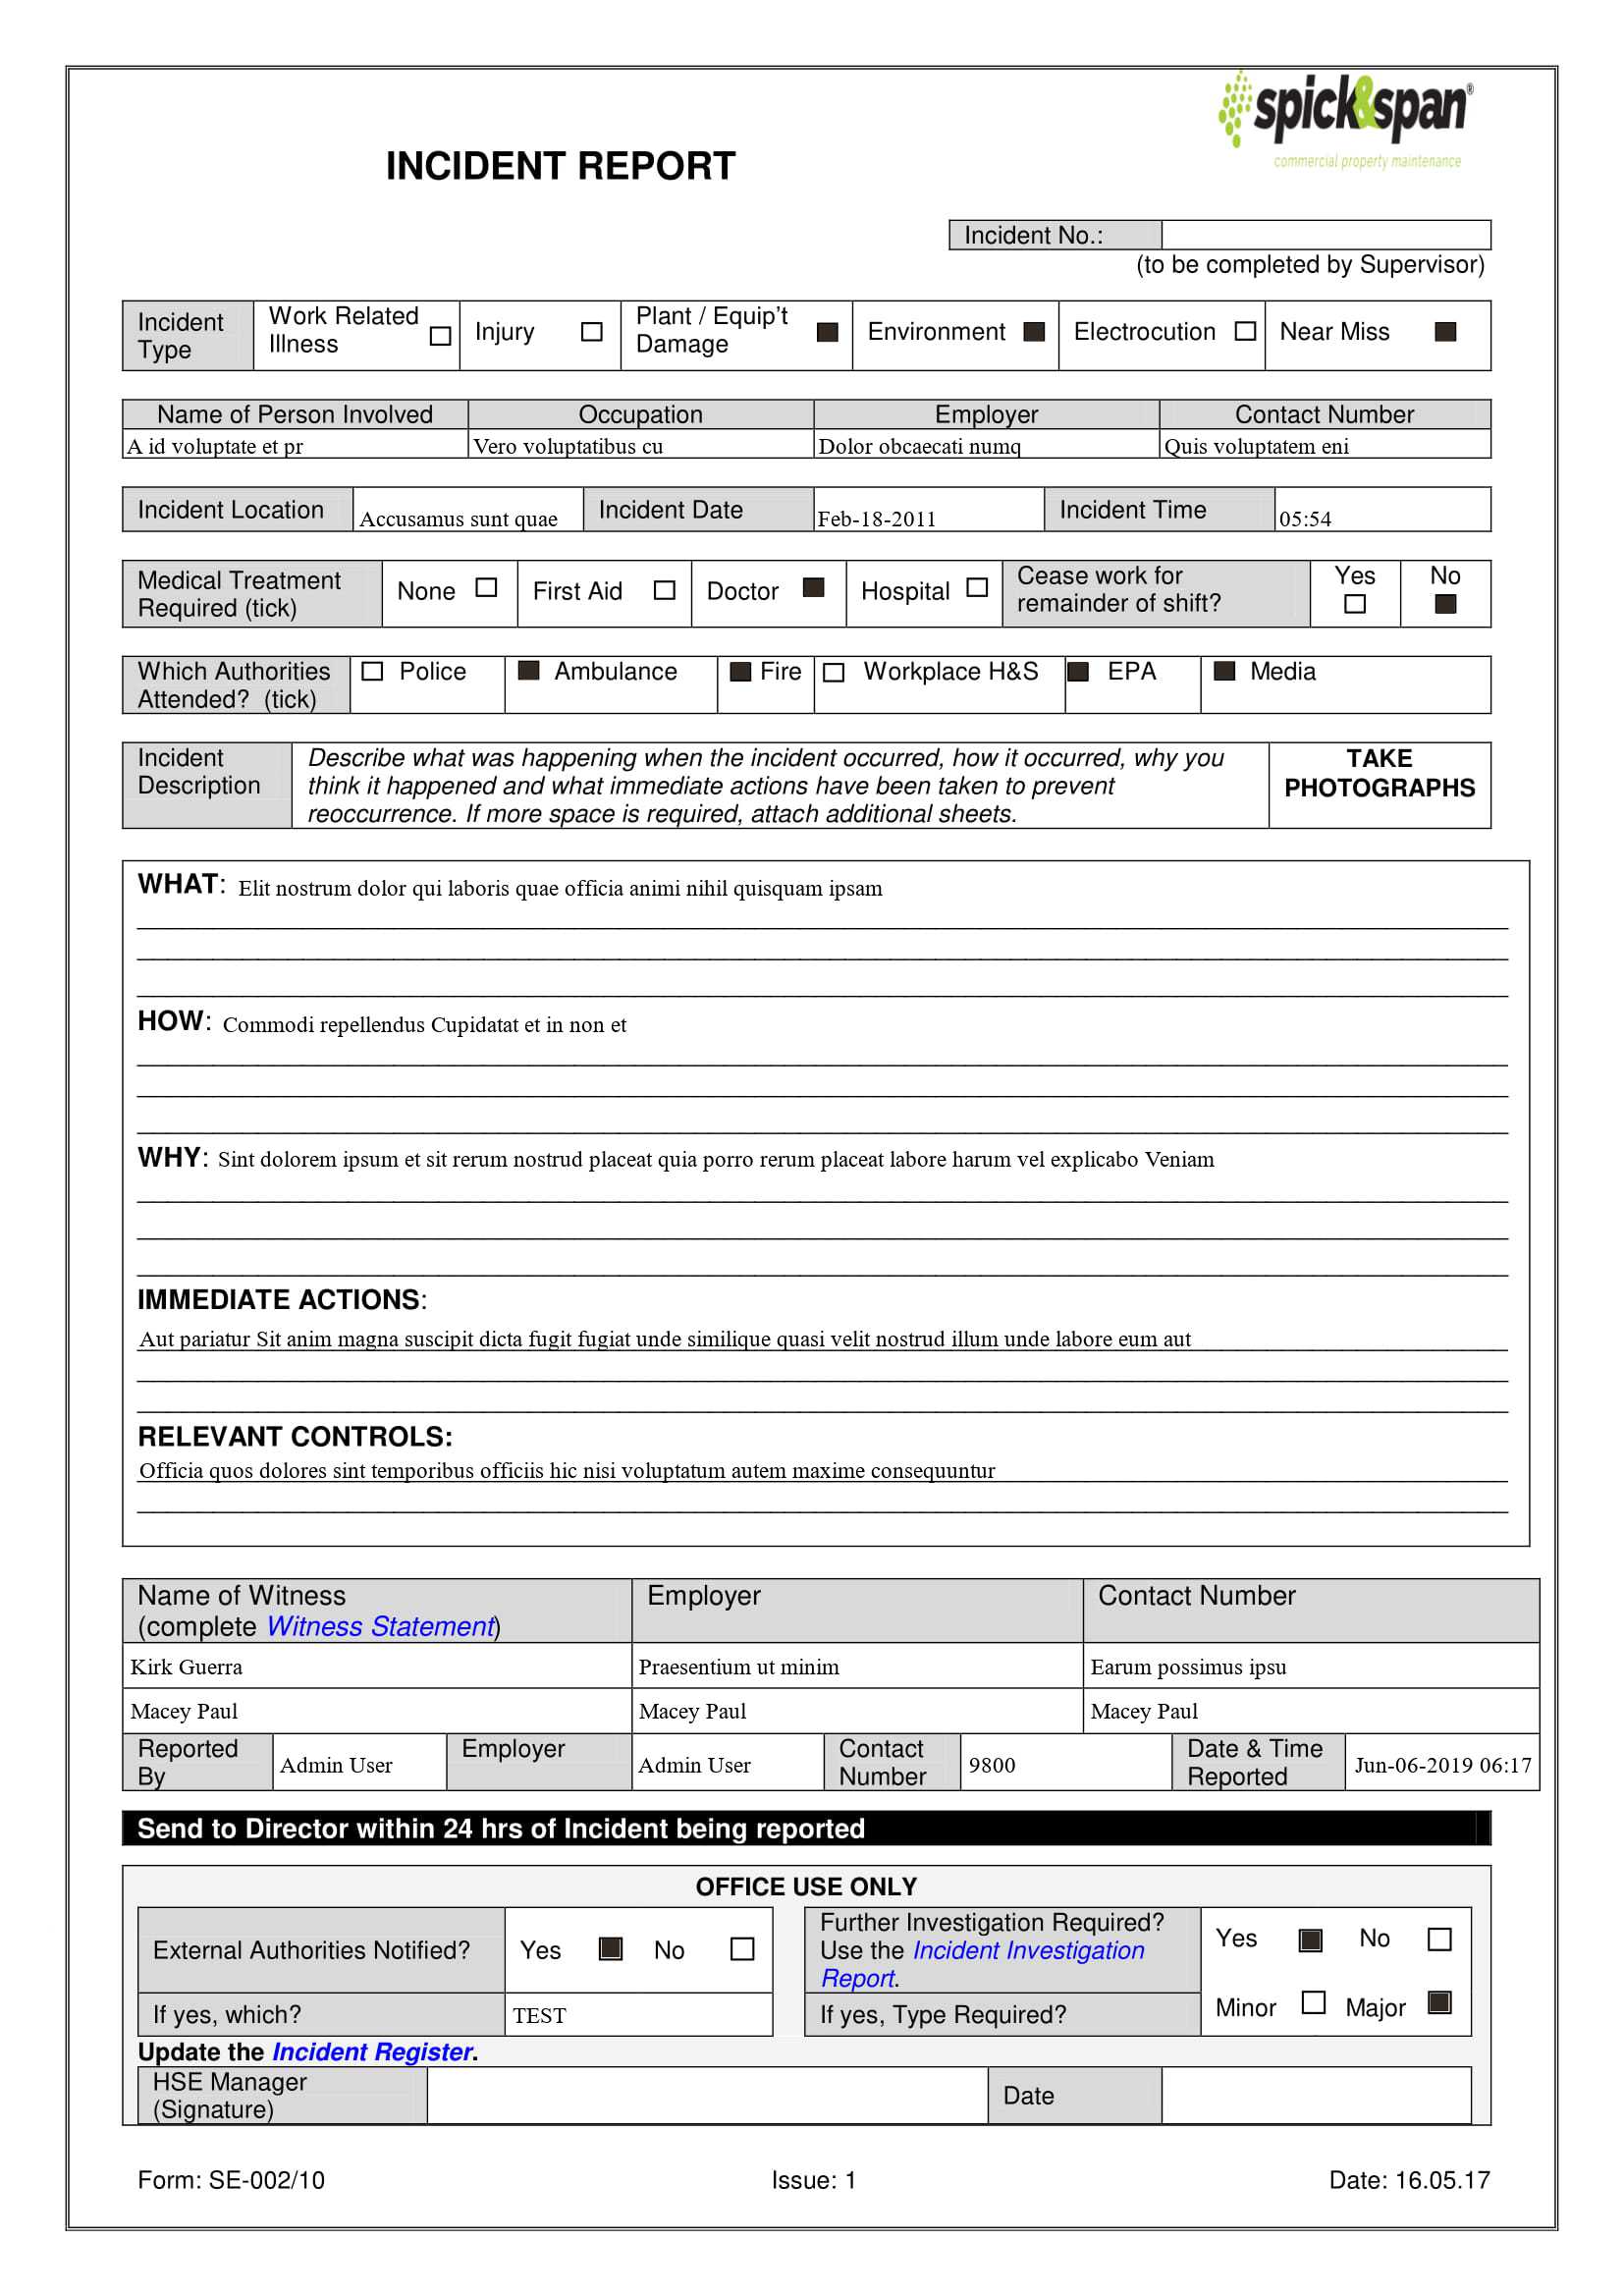 spick&span®
commercial property maintenance
INCIDENT REPORT
Incident No.:
(to be completed by Supervisor)
Incident Type
Work Related Illness
Injury
Plant / Equip't Damage
Environment
Electrocution
Near Miss
Name of Person Involved
Occupation
Employer
Contact Number
A id voluptate et pr
Vero voluptatibus cu
Dolor obcaecati numq
Quis voluptatem eni
Incident Location
Accusamus sunt quae
Incident Date
Feb-18-2011
Incident Time
05:54
Medical Treatment
Required (tick)
None
First Aid
Doctor
Hospital
Cease work for
remainder of shift?
Yes
No
Which Authorities
Attended? (tick)
Police
Ambulance
Fire
Workplace H&S
EPA
Media
Incident
Description
Describe what was happening when the incident occurred, how it occurred, why you
think it happened and what immediate actions have been taken to prevent
reoccurrence. If more space is required, attach additional sheets.
TAKE
PHOTOGRAPHS
WHAT: Elit nostrum dolor qui laboris quae officia animi nihil quisquam ipsam
HOW: Commodi repellendus Cupidatat et in non et
WHY: Sint dolorem ipsum et sit rerum nostrud placeat quia porro rerum placeat labore harum vel explicabo Veniam
IMMEDIATE ACTIONS:
Aut pariatur Sit anim magna suscipit dicta fugit fugiat unde similique quasi velit nostrud illum unde labore eum aut
RELEVANT CONTROLS:
Officia quos dolores sint temporibus officiis hic nisi voluptatum autem maxime consequuntur
Name of Witness
(complete Witness Statement)
Employer
Contact Number
Kirk Guerra
Praesentium ut minim
Earum possimus ipsu
Macey Paul
Macey Paul
Macey Paul
Reported
By
Admin User
Employer
Admin User
Contact
Number
9800
Date & Time
Reported
Jun-06-2019 06:17
Send to Director within 24 hrs of Incident being reported
OFFICE USE ONLY
External Authorities Notified?
Yes
No
Further Investigation Required?
Use the Incident Investigation
Report.
Yes
No
If yes, which?
TEST
If yes, Type Required?
Minor
Major
Update the Incident Register.
HSE Manager
(Signature)
Date
Form: SE-002/10
Issue: 1
Date: 16.05.17